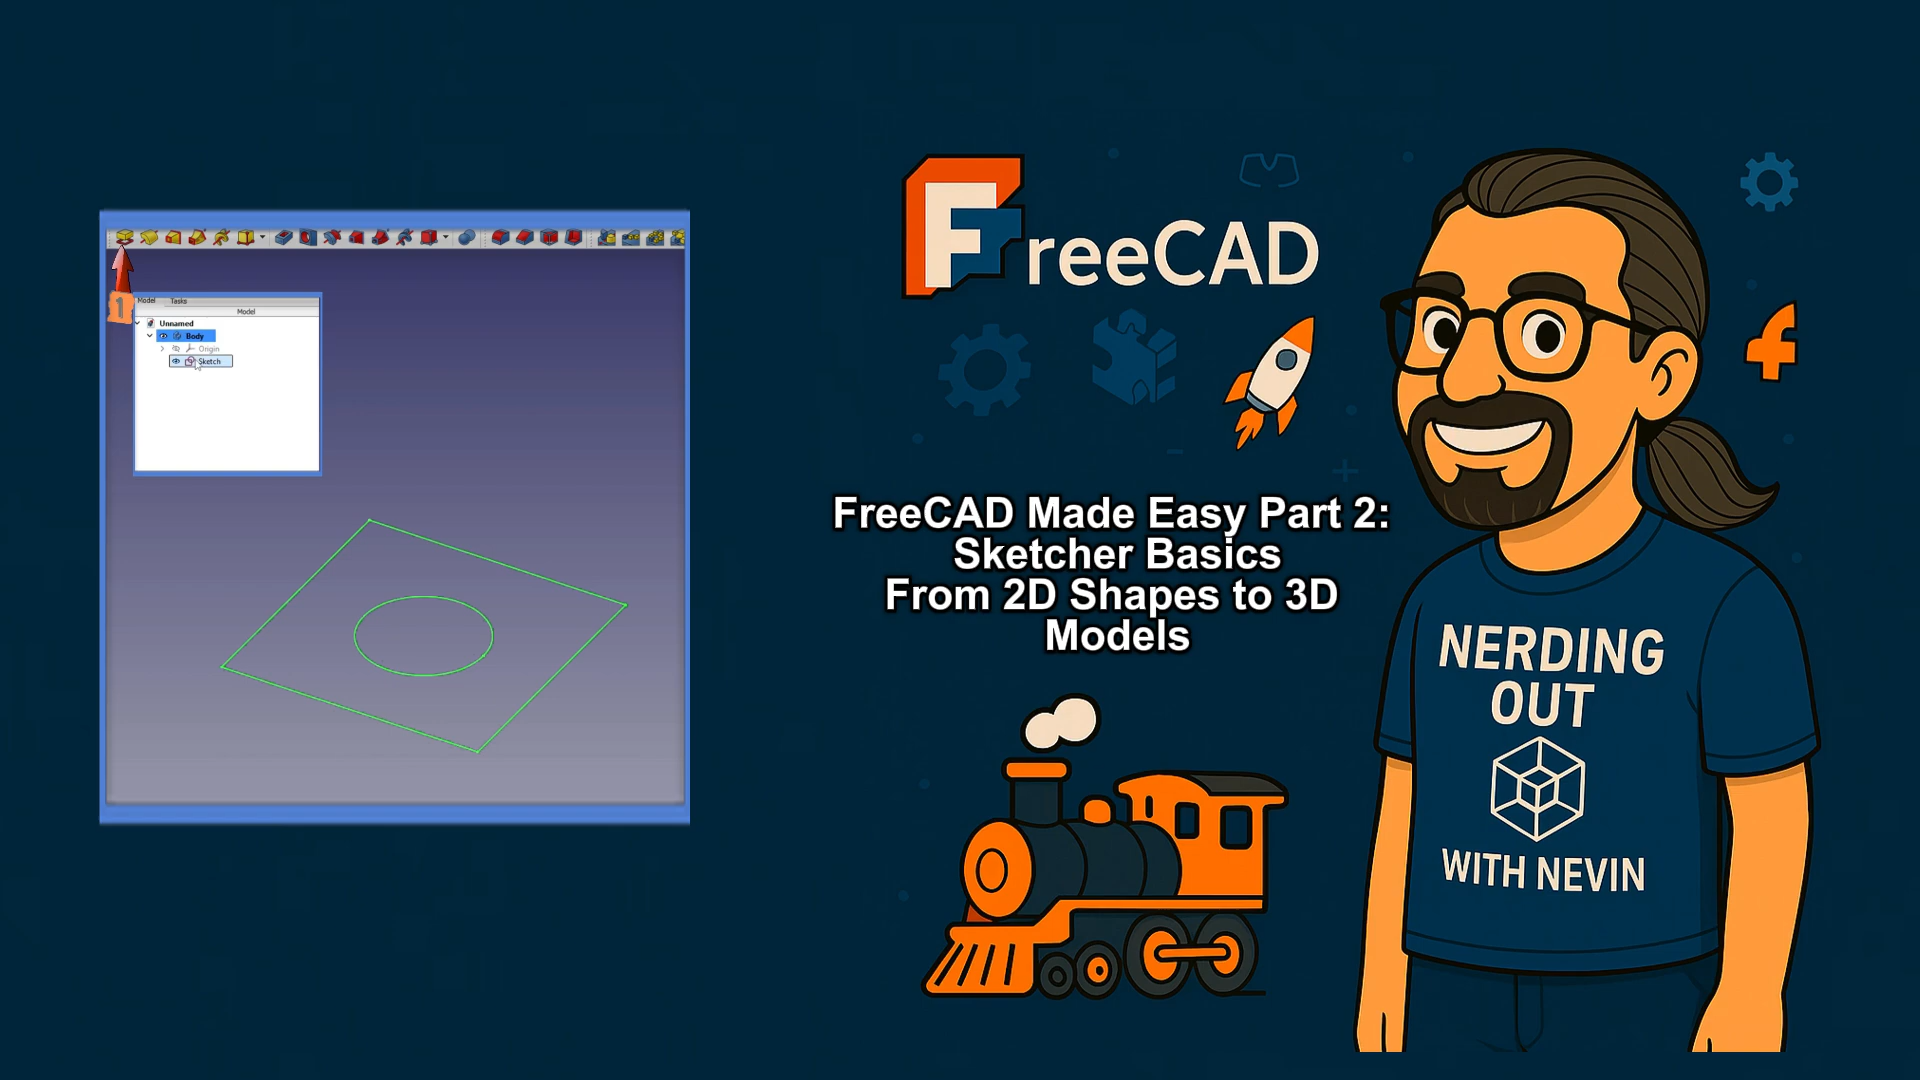 1
Model Tasks
Model
Unnamed
Body
Origin
Sketch
FreeCAD
FreeCAD Made Easy Part 2:
Sketcher Basics
From 2D Shapes to 3D
Models
NERDING
OUT
WITH NEVIN